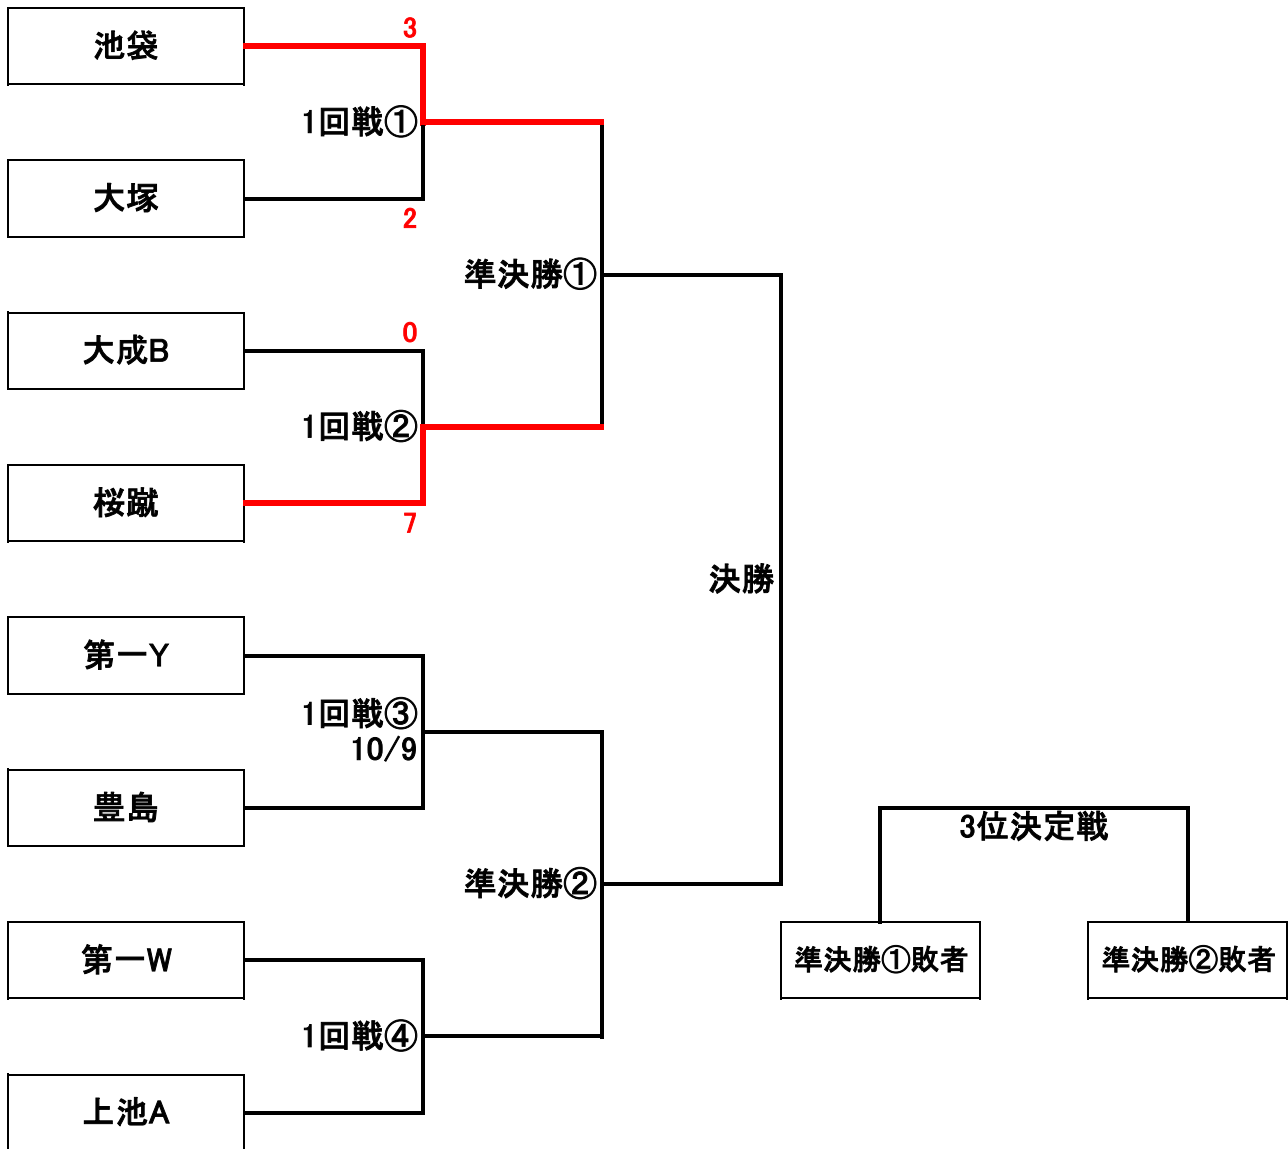 池袋
3
1回戦①
大塚
2
準決勝①
大成B
0
1回戦②
桜蹴
7
決勝
第一Y
1回戦③
10/9
豊島
3位決定戦
準決勝②
第一W
準決勝①敗者
準決勝②敗者
1回戦④
上池A